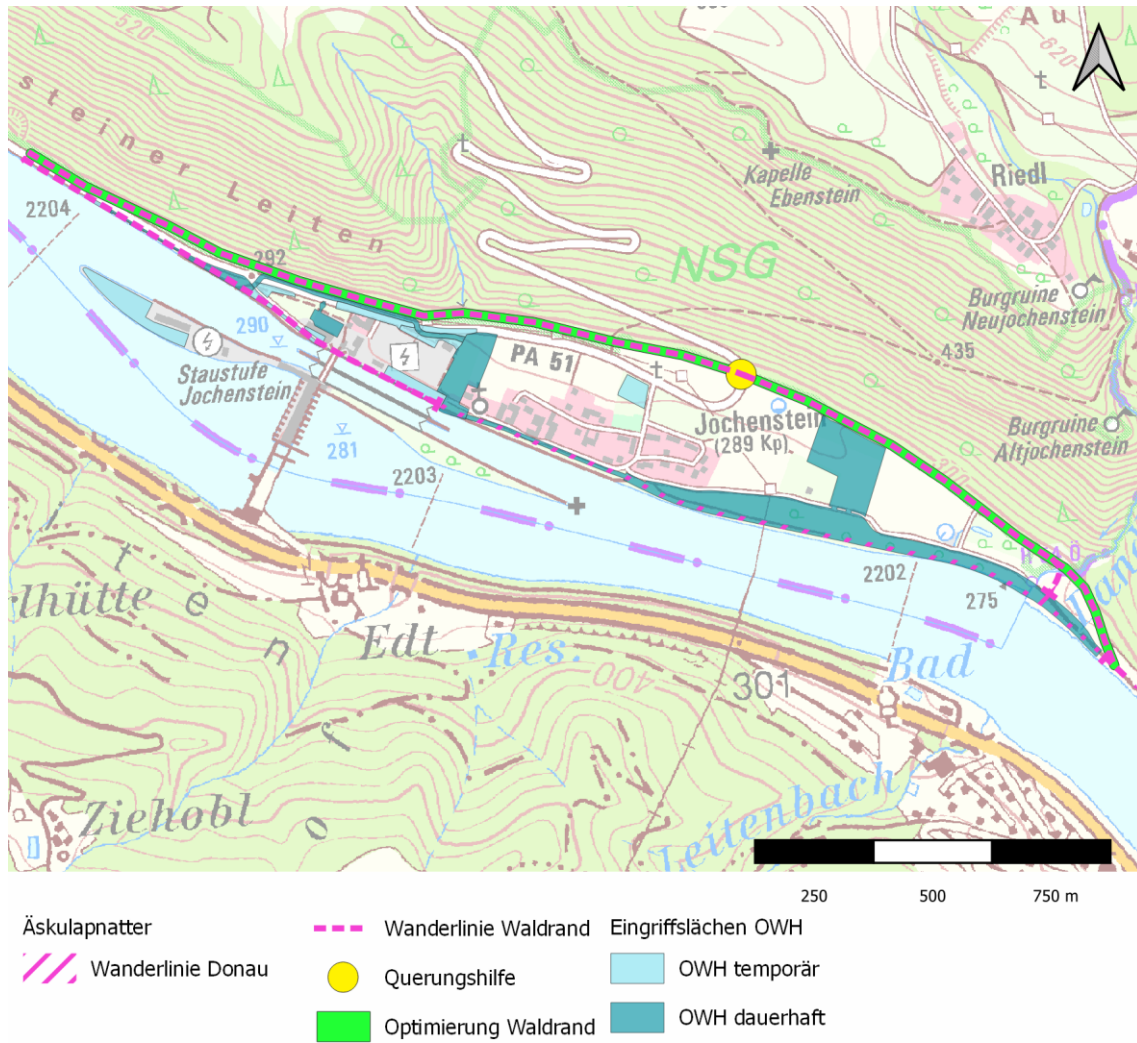 520
A u
620
t
t
Kapelle
Ebenstein
Riedl
steiner Leiten
2204
292
NSG
Burgruine
Neujochenstein
290
435
PA 51
t
Staustufe
Jochenstein
Jochenstein
(289 Kp)
Burgruine
Altjochenstein
281
2203
2202
275
lhütte
Edt
Res.
Bad
400
301
Ziehobl
Leitenbach
250 500 750 m
Äskulapnatter
Wanderlinie Waldrand
Eingriffslächen OWH
Wanderlinie Donau
Querungshilfe
OWH temporär
Optimierung Waldrand
OWH dauerhaft